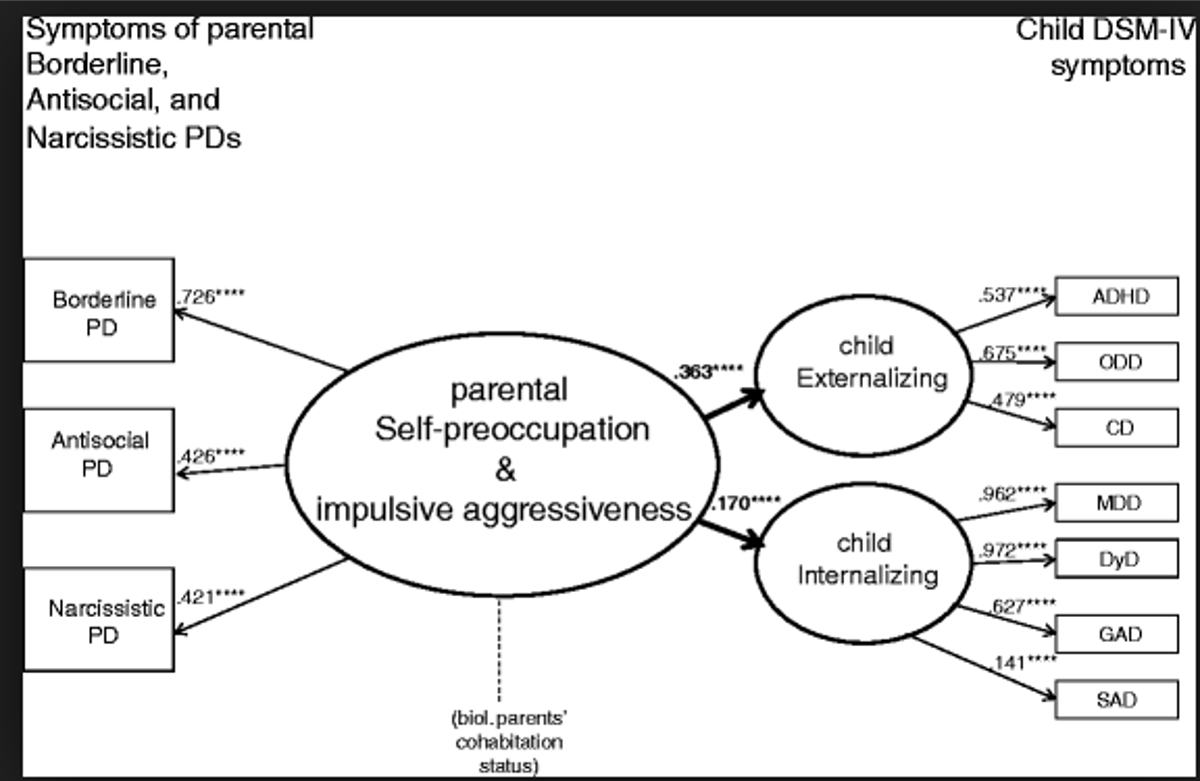 Symptoms of parental
Borderline,
Antisocial, and
Narcissistic PDs
Child DSM-IV
symptoms
Borderline
PD
.726****
Antisocial
PD
.426****
Narcissistic
PD
.421****
parental
Self-preoccupation
&
impulsive aggressiveness
(biol.parents'
cohabitation
status)
.363****
.170****
child
Externalizing
.537****
ADHD
.675****
ODD
.479****
CD
child
Internalizing
.962****
MDD
.972****
DyD
.627****
GAD
.141****
SAD